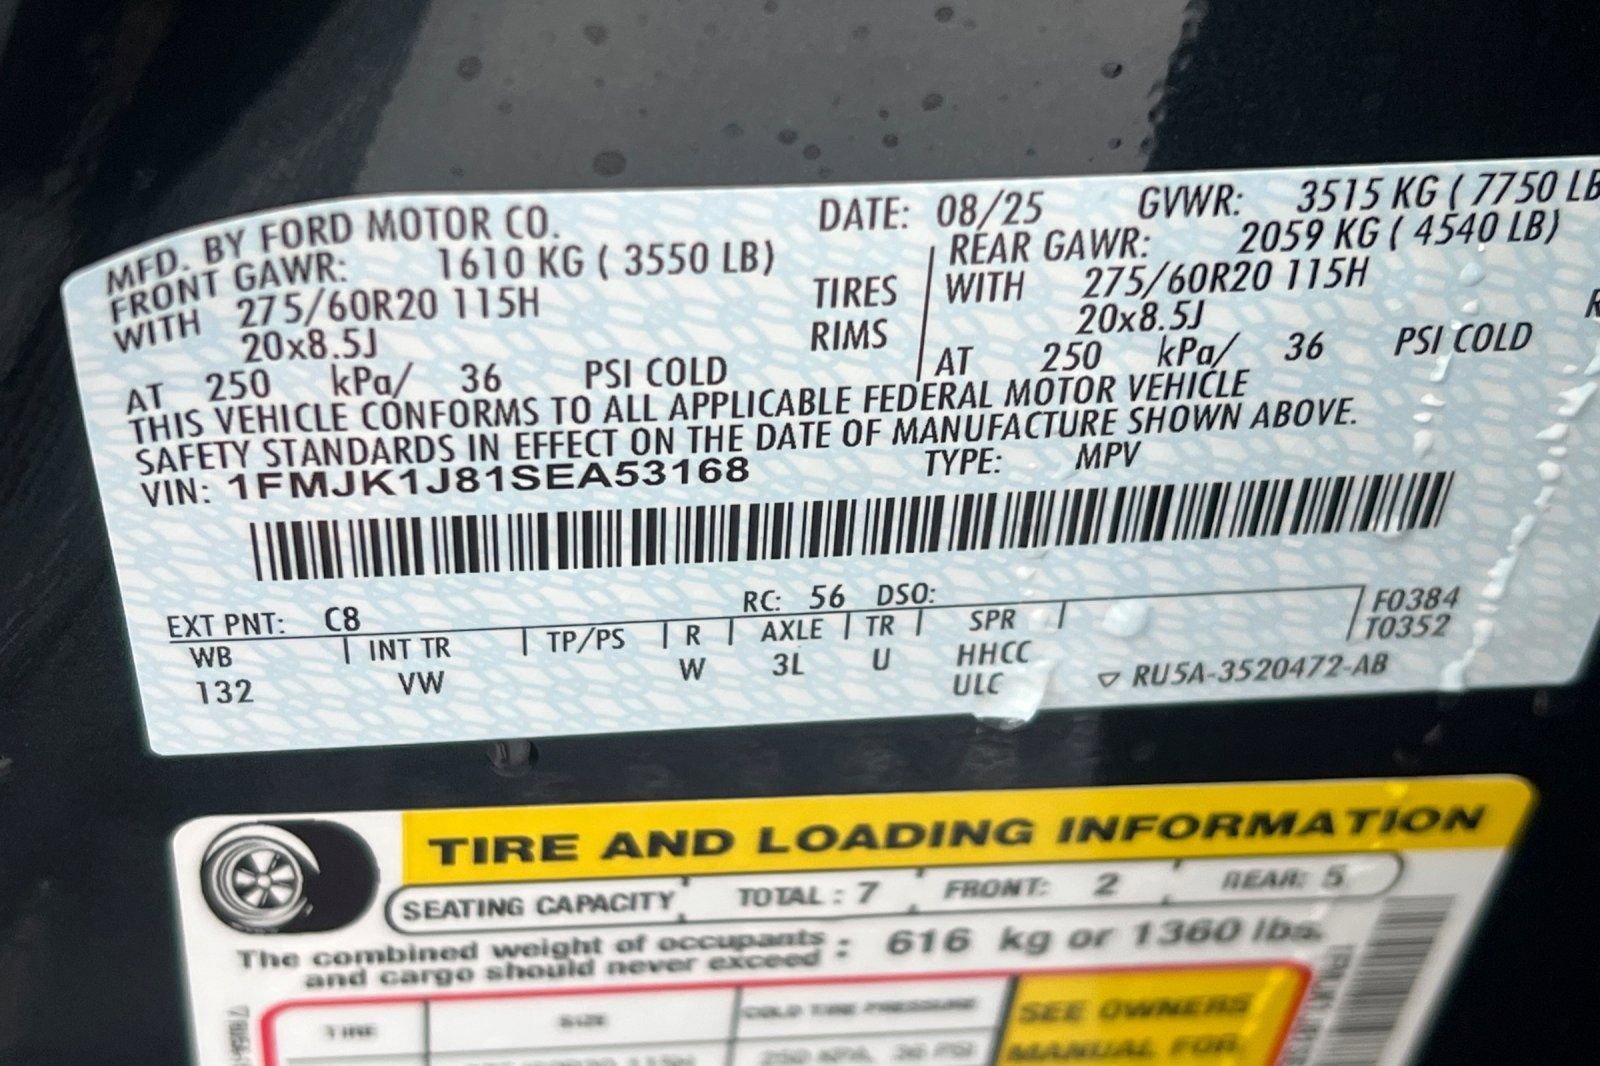 MFD. BY FORD MOTOR CO. DATE: 08/25 GVWR: 3515 KG ( 7750 LB
FRONT GAWR: 1610 KG ( 3550 LB) REAR GAWR: 2059 KG ( 4540 LB)
WITH 275/60R20 115H TIRES WITH 275/60R20 115H
20x8.5J RIMS 20x8.5J
AT 250 kPa/ 36 PSI COLD AT 250 kPa/ 36 PSI COLD
THIS VEHICLE CONFORMS TO ALL APPLICABLE FEDERAL MOTOR VEHICLE
SAFETY STANDARDS IN EFFECT ON THE DATE OF MANUFACTURE SHOWN ABOVE.
VIN: 1FMJK1J81SEA53168 TYPE: MPV
EXT PNT: C8 RC: 56 DSO: F0384
WB INT TR TP/PS R AXLE TR SPR T0352
132 VW W 3L U HHCC
ULC ▽ RU5A-3520472-AB
TIRE AND LOADING INFORMATION
SEATING CAPACITY TOTAL : 7 FRONT: 2 REAR: 5
The combined weight of occupants
and cargo should never exceed : 616 kg or 1360 lbs.
TIRE SIZE COLD TIRE PRESSURE SEE OWNERS
MANUAL FOR